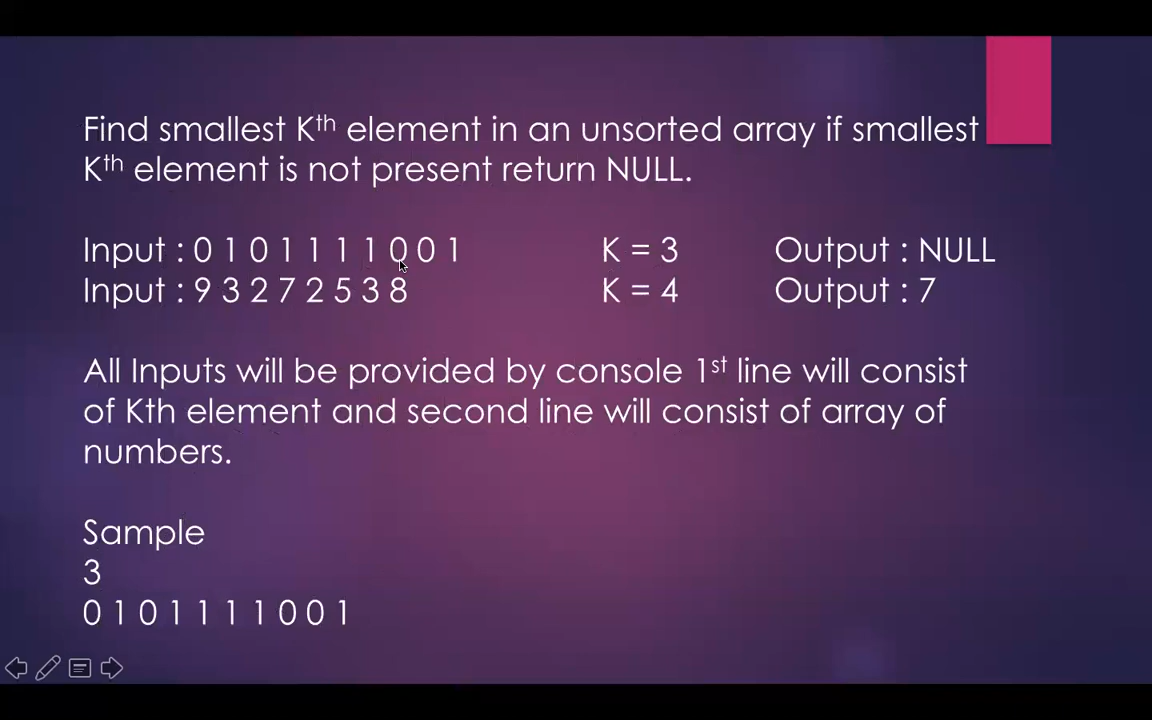 Find smallest Kth element in an unsorted array if smallest
Kth element is not present return NULL.
Input : 0 1 0 1 1 1 1 0 0 1 K = 3 Output : NULL
Input : 9 3 2 7 2 5 3 8 K = 4 Output : 7
All Inputs will be provided by console 1st line will consist
of Kth element and second line will consist of array of
numbers.
Sample
3
0 1 0 1 1 1 1 0 0 1